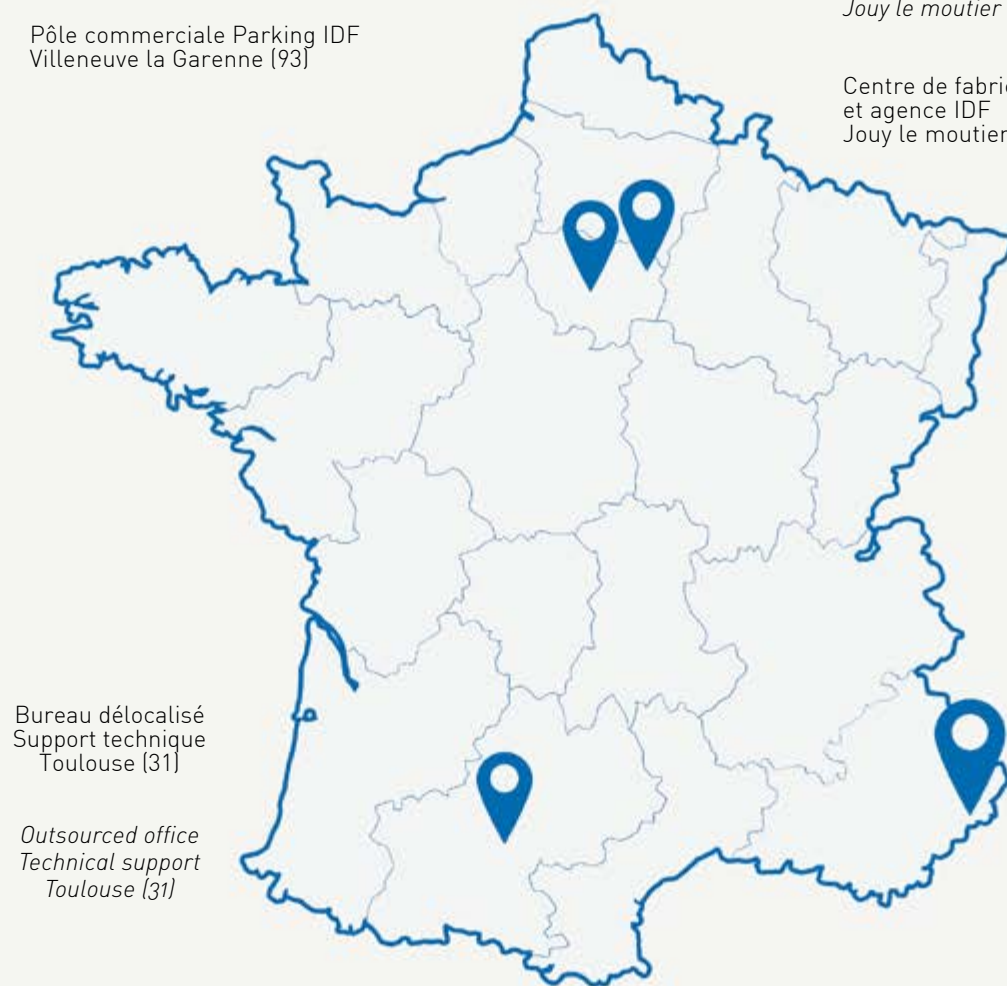 Pôle commerciale Parking IDF
Villeneuve la Garenne (93)
Jouy le moutier
Centre de
et agence IDF
Jouy le moutier
Bureau délocalisé
Support technique
Toulouse (31)
Outsourced office
Technical support
Toulouse (31)